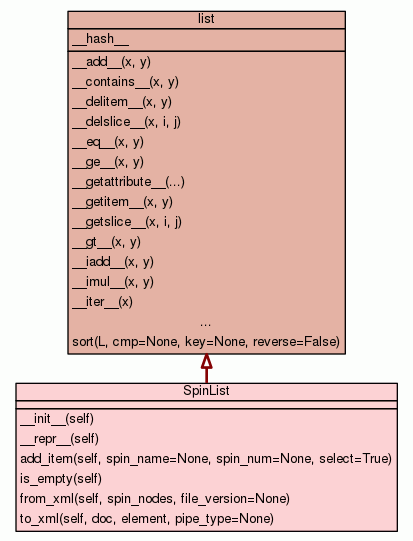 list
__hash__
__add__(x, y)
__contains__(x, y)
__delitem__(x, y)
__delslice__(x, i, j)
__eq__(x, y)
__ge__(x, y)
__getattribute__(...)
__getitem__(x, y)
__getslice__(x, i, j)
__gt__(x, y)
__iadd__(x, y)
__imul__(x, y)
__iter__(x)
...
sort(L, cmp=None, key=None, reverse=False)
SpinList
__init__(self)
__repr__(self)
add_item(self, spin_name=None, spin_num=None, select=True)
is_empty(self)
from_xml(self, spin_nodes, file_version=None)
to_xml(self, doc, element, pipe_type=None)